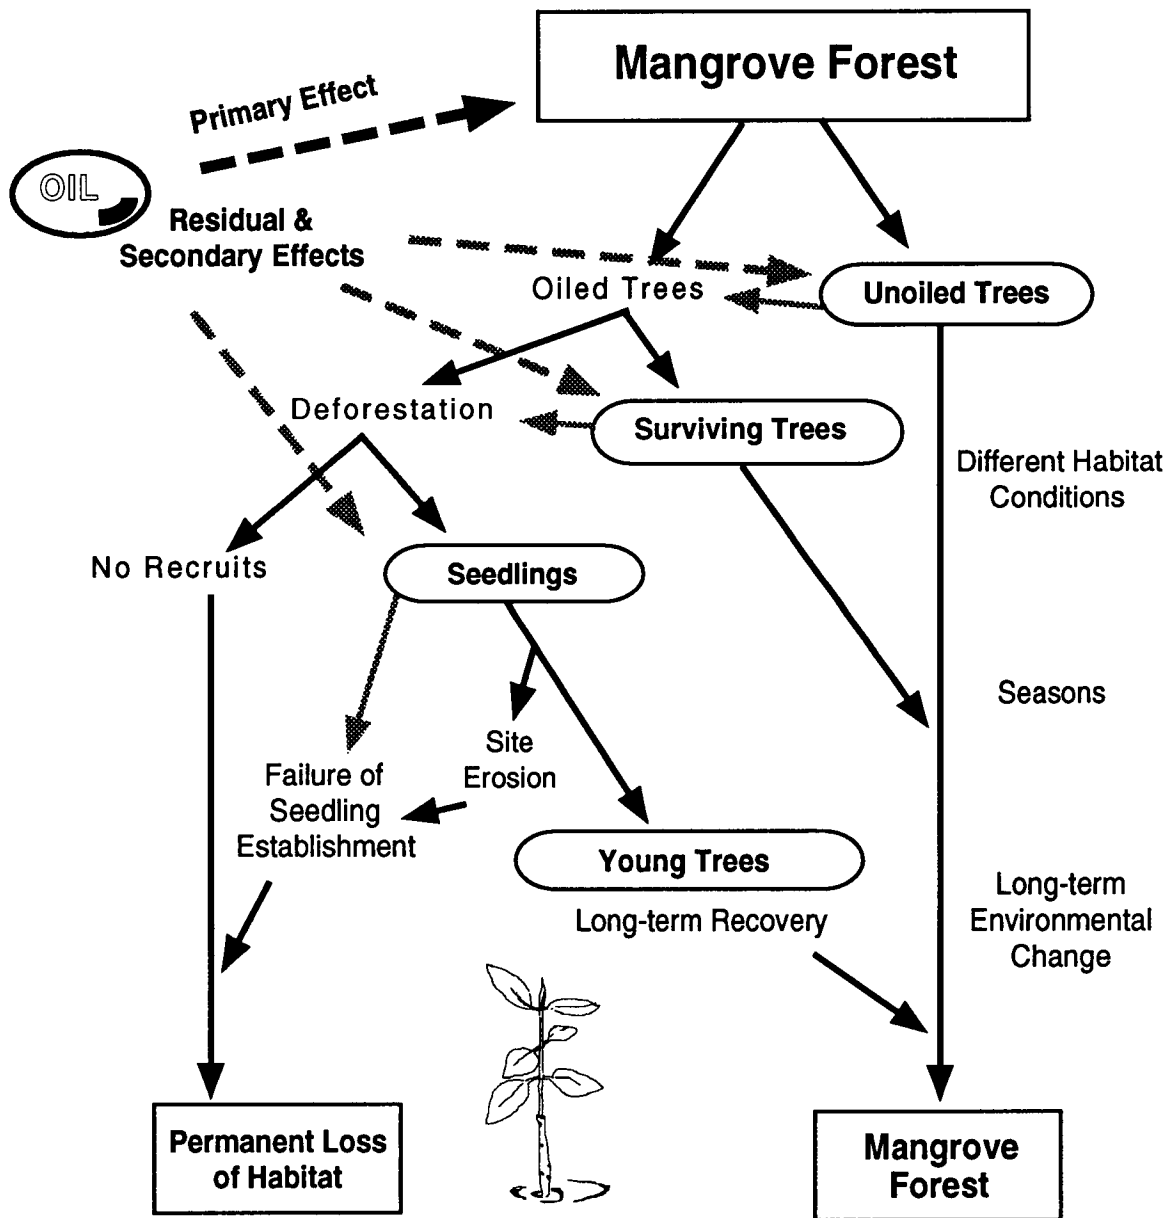 Mangrove Forest
Primary Effect
OIL
Residual &
Secondary Effects
Oiled Trees
Unoiled Trees
Deforestation
Surviving Trees
Different Habitat
Conditions
No Recruits
Seedlings
Seasons
Site
Erosion
Failure of
Seedling
Establishment
Young Trees
Long-term Recovery
Long-term
Environmental
Change
Permanent Loss
of Habitat
Mangrove
Forest